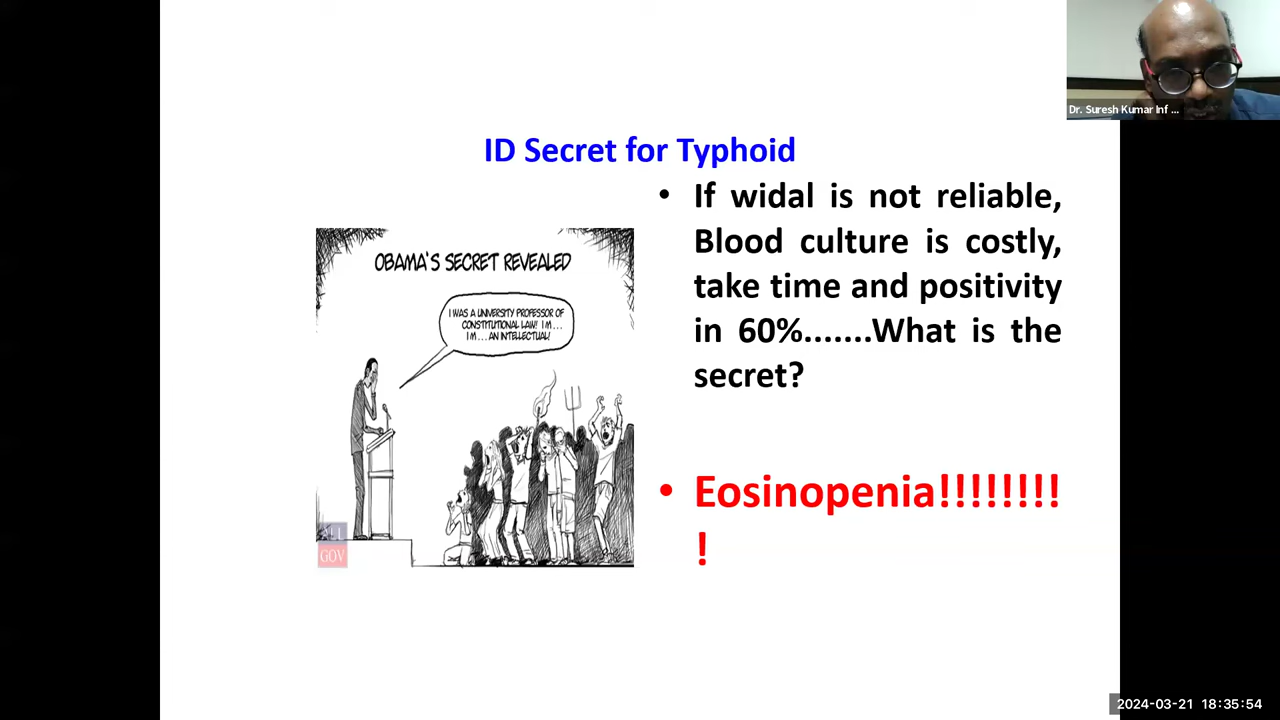 Dr. Suresh Kumar Inf ...
ID Secret for Typhoid
• If widal is not reliable,
Blood culture is costly,
take time and positivity
in 60%.......What is the
secret?
• Eosinopenia!!!!!!!!
!
OBAMA'S SECRET REVEALED
I WAS A UNIVERSITY PROFESSOR OF
CONSTITUTIONAL LAW! I'M...
I'M... AN INTELLECTUAL!
ALL
GOV
2024-03-21 18:35:54